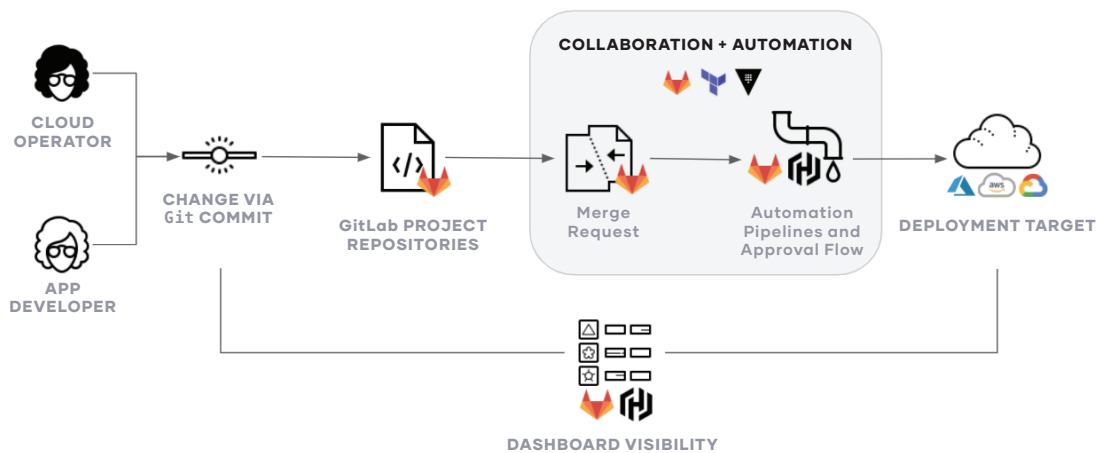 COLLABORATION + AUTOMATION
CLOUD
OPERATOR
CHANGE VIA
Git COMMIT
</>
GitLab PROJECT
REPOSITORIES
Merge
Request
Automation
Pipelines and
Approval Flow
aws
DEPLOYMENT TARGET
APP
DEVELOPER
DASHBOARD VISIBILITY